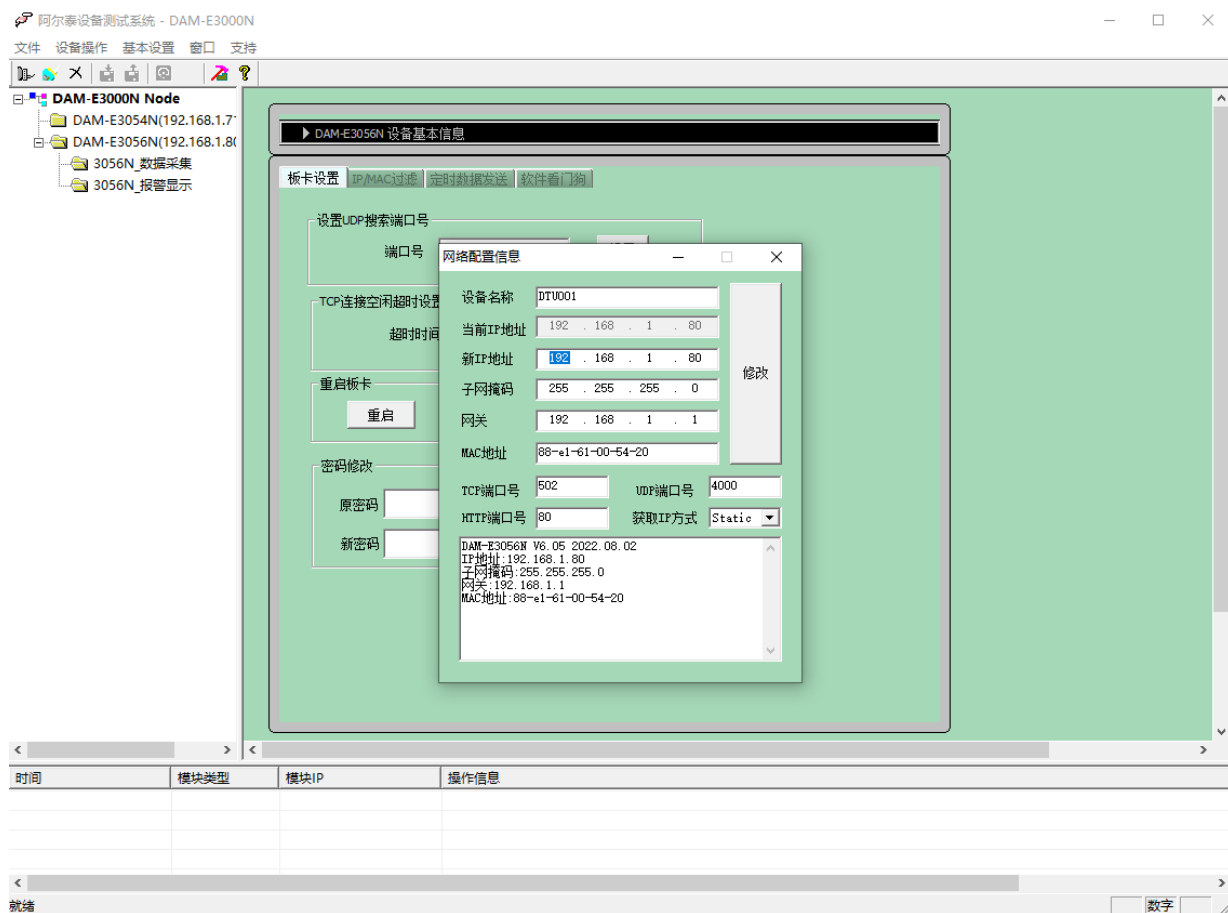 阿尔泰设备测试系统 - DAM-E3000N
文件 设备操作 基本设置 窗口 支持
DAM-E3000N Node
DAM-E3054N(192.168.1.7
DAM-E3056N(192.168.1.80
3056N_数据采集
3056N_报警显示
DAM-E3056N 设备基本信息
板卡设置 IP/MAC过滤 定时数据发送 软件看门狗
设置UDP搜索端口号
端口号
TCP连接空闲超时设置
超时时间
重启板卡
重启
密码修改
原密码
新密码
网络配置信息
设备名称 DTU001
当前IP地址 192 . 168 . 1 . 80
新IP地址 192 . 168 . 1 . 80
子网掩码 255 . 255 . 255 . 0
网关 192 . 168 . 1 . 1
MAC地址 88-e1-61-00-54-20
修改
TCP端口号 502 UDP端口号 4000
HTTP端口号 80 获取IP方式 Static
DAM-E3056N V6.05 2022.08.02
IP地址:192.168.1.80
子网掩码:255.255.255.0
网关:192.168.1.1
MAC地址:88-e1-61-00-54-20
时间 模块类型 模块IP 操作信息
就绪 数字